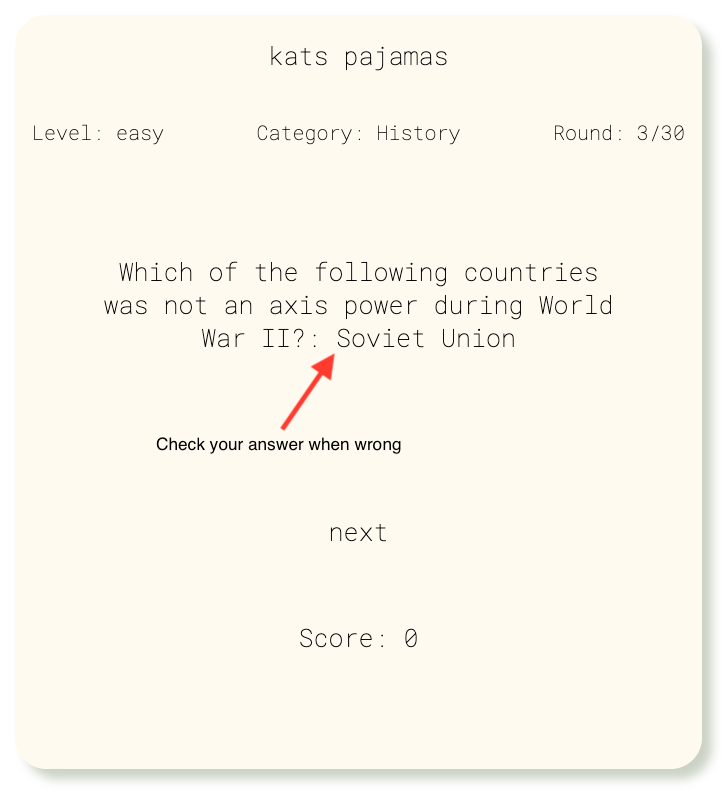 kats pajamas
Level: easy Category: History Round: 3/30
Which of the following countries
was not an axis power during World
War II?: Soviet Union
Check your answer when wrong
next
Score: 0